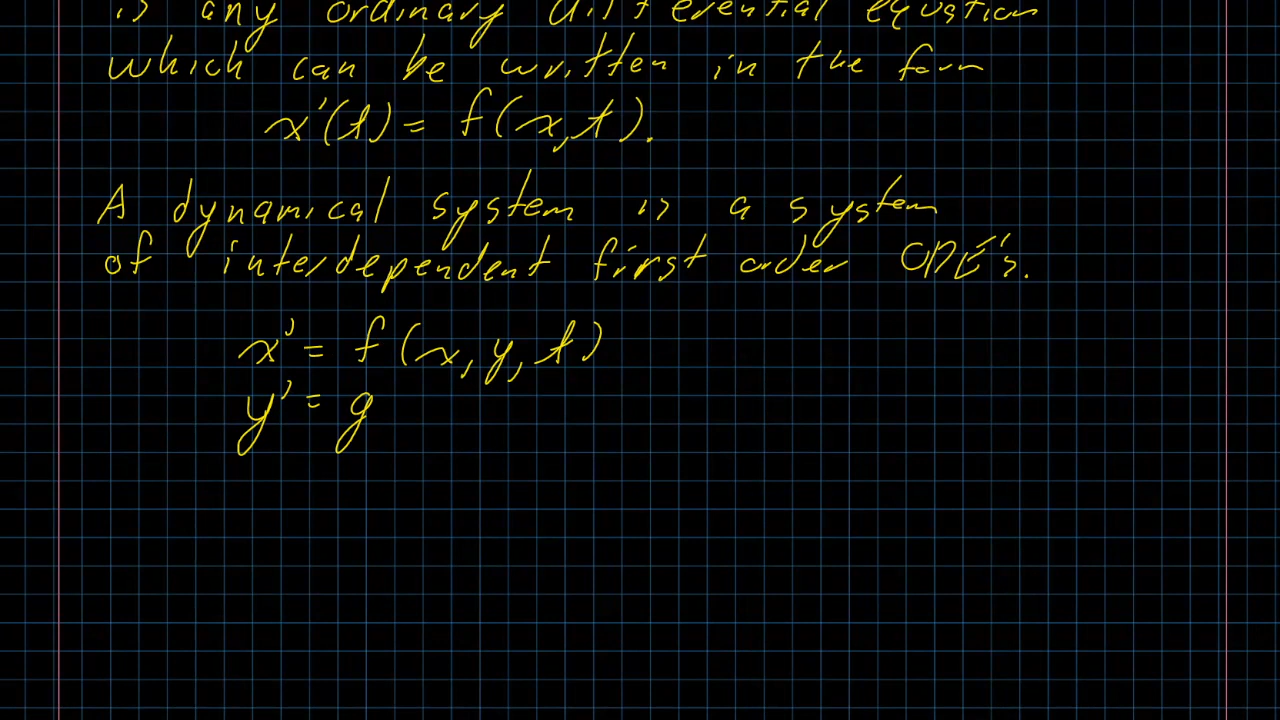 is any ordinary differential equation
which can be written in the form
x'(t) = f(x,t).
A dynamical system is a system
of interdependent first order ODE's.
x' = f(x, y, t)
y' = g